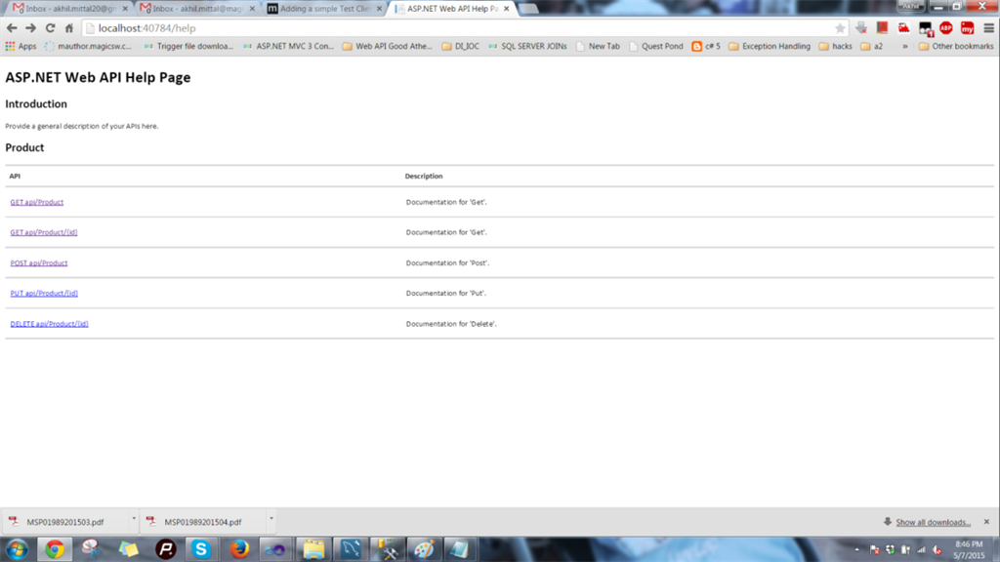 Inbox - akhil.mittal20@gm
Inbox - akhil.mittal@mag
Adding a simple Test Clien
ASP.NET Web API Help Pa
Akhil
localhost:40784/help
Apps
mauthor.magicsw.c...
Trigger file downloa...
ASP.NET MVC 3 Con...
Web API Good Athe...
DI_IOC
SQL SERVER JOINs
New Tab
Quest Pond
c# 5
Exception Handling
hacks
a2
»
Other bookmarks
ASP.NET Web API Help Page
Introduction
Provide a general description of your APIs here.
Product
API Description
GET api/Product Documentation for 'Get'.
GET api/Product/{id} Documentation for 'Get'.
POST api/Product Documentation for 'Post'.
PUT api/Product/{id} Documentation for 'Put'.
DELETE api/Product/{id} Documentation for 'Delete'.
MSP01989201503.pdf
MSP01989201504.pdf
Show all downloads...
8:46 PM
5/7/2015